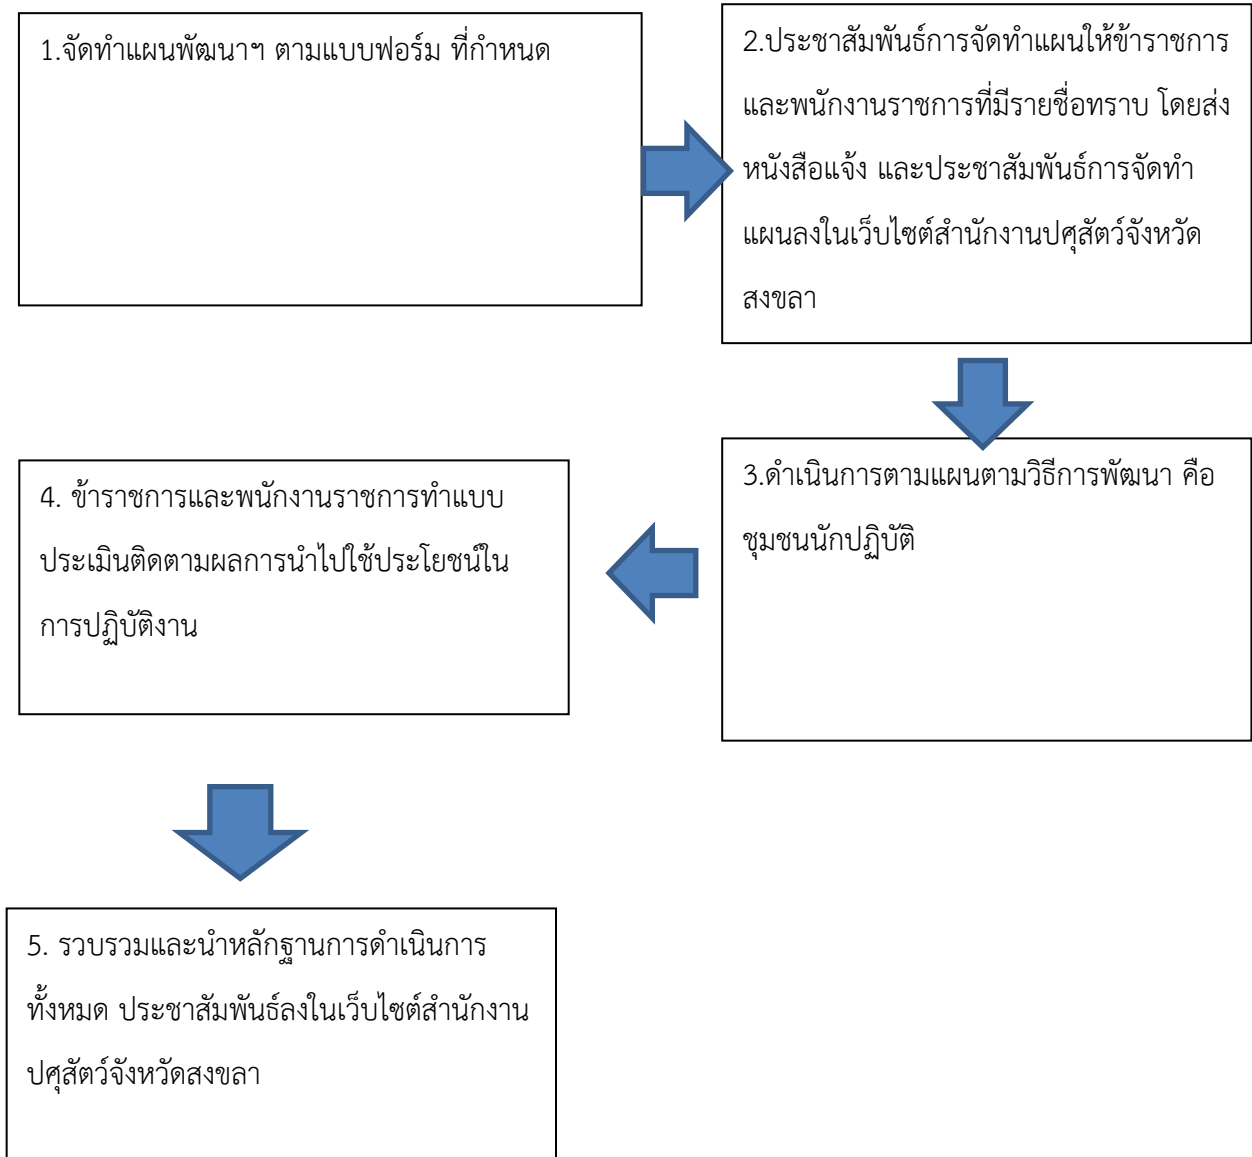 1.จัดทำแผนพัฒนาฯ ตามแบบฟอร์ม ที่กำหนด
2.ประชาสัมพันธ์การจัดทำแผนให้ข้าราชการ
และพนักงานราชการที่มีรายชื่อทราบ โดยส่ง
หนังสือแจ้ง และประชาสัมพันธ์การจัดทำ
แผนลงในเว็บไซต์สำนักงานปศุสัตว์จังหวัด
สงขลา
3.ดำเนินการตามแผนตามวิธีการพัฒนา คือ
ชุมชนนักปฏิบัติ
4. ข้าราชการและพนักงานราชการทำแบบ
ประเมินติดตามผลการนำไปใช้ประโยชน์ใน
การปฏิบัติงาน
5. รวบรวมและนำหลักฐานการดำเนินการ
ทั้งหมด ประชาสัมพันธ์ลงในเว็บไซต์สำนักงาน
ปศุสัตว์จังหวัดสงขลา